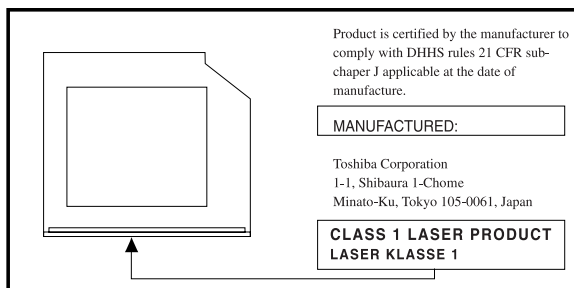 Product is certified by the manufacturer to
comply with DHHS rules 21 CFR sub-
chaper J applicable at the date of
manufacture.
MANUFACTURED:
Toshiba Corporation
1-1, Shibaura 1-Chome
Minato-Ku, Tokyo 105-0061, Japan
CLASS 1 LASER PRODUCT
LASER KLASSE 1